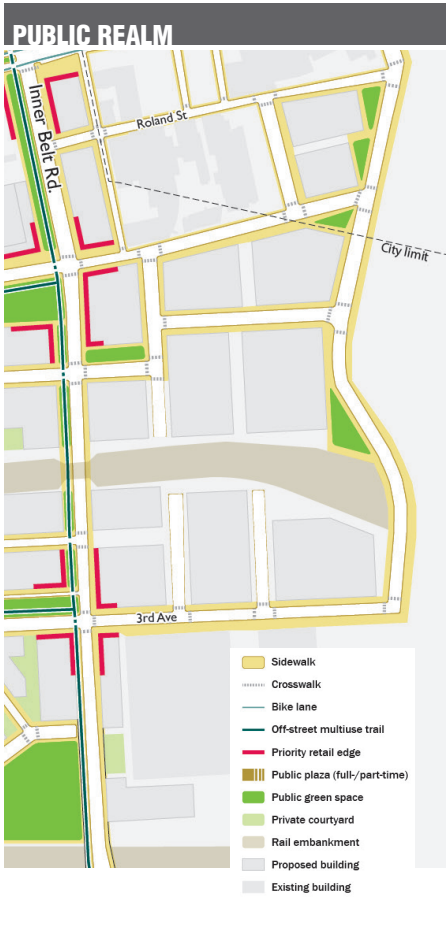 PUBLIC REALM
Inner Belt Rd.
Roland St
City limit
3rd Ave
Sidewalk
Crosswalk
Bike lane
Off-street multiuse trail
Priority retail edge
Public plaza (full-/part-time)
Public green space
Private courtyard
Rail embankment
Proposed building
Existing building